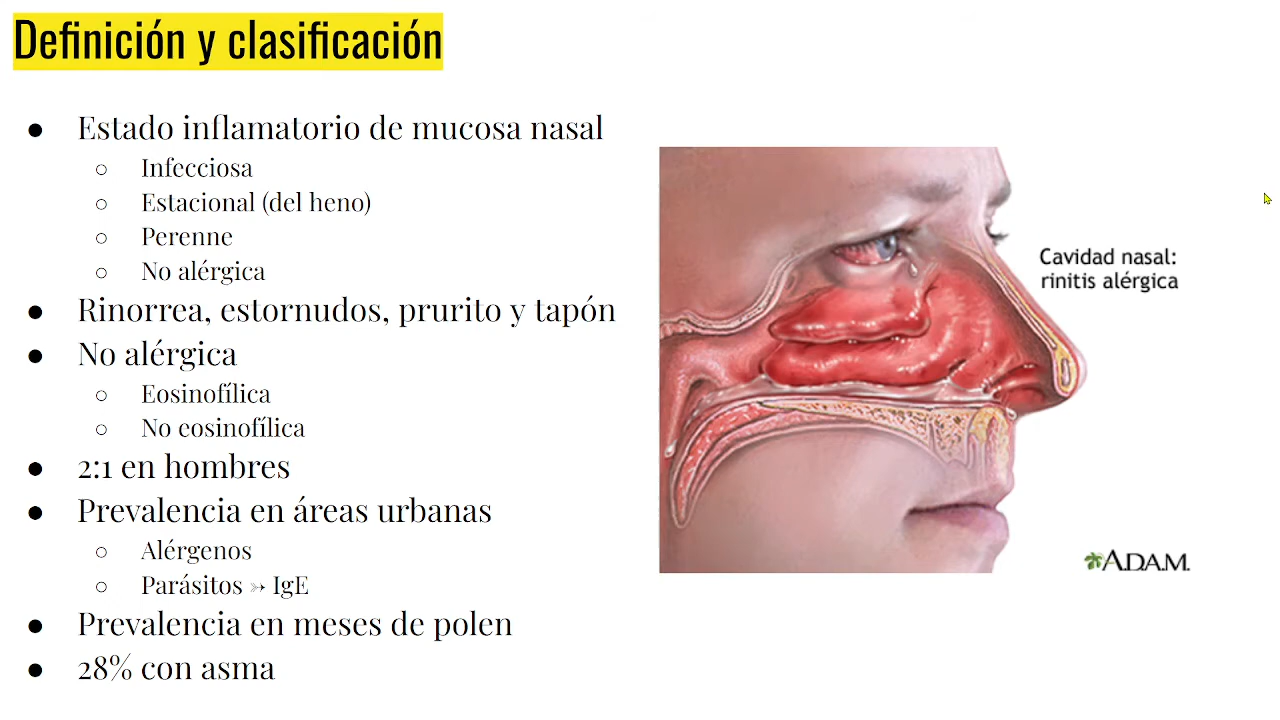 Definición y clasificación
● Estado inflamatorio de mucosa nasal
○ Infecciosa
○ Estacional (del heno)
○ Perenne
○ No alérgica
● Rinorrea, estornudos, prurito y tapón
● No alérgica
○ Eosinofílica
○ No eosinofílica
● 2:1 en hombres
● Prevalencia en áreas urbanas
○ Alérgenos
○ Parásitos ➳ IgE
● Prevalencia en meses de polen
● 28% con asma
Cavidad nasal:
rinitis alérgica
A.D.A.M.